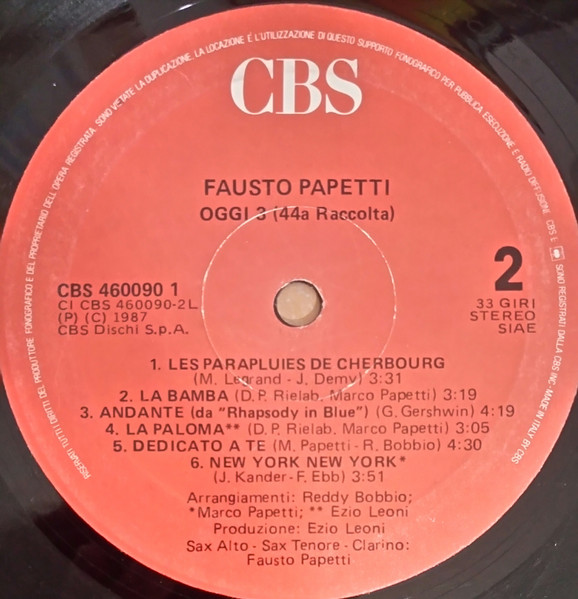 SONO VIETATE LA DUPLICAZIONE, LA LOCAZIONE E L'UTILIZZAZIONE DI QUESTO SUPPORTO FONOGRAFICO PER PUBBLICA ESECUZIONE E RADIO DIFFUSIONE. CBS
RISERVATI TUTTI I DIRITTI DEL PRODUTTORE FONOGRAFICO E DEL PROPRIETARIO DELL'OPERA REGISTRATA.
CBS
FAUSTO PAPETTI
OGGI 3 (44a Raccolta)
CBS 460090 1
CI CBS 460090-2L
(P) (C) 1987
CBS Dischi S.p.A.
2
33 GIRI
STEREO
SIAE
1. LES PARAPLUIES DE CHERBOURG
(M. Legrand - J. Demy) 3:31
2. LA BAMBA (D.P. Rielab. Marco Papetti) 3:19
3. ANDANTE (da "Rhapsody in Blue") (G. Gershwin) 4:19
4. LA PALOMA** (D.P. Rielab. Marco Papetti) 3:05
5. DEDICATO A TE (M. Papetti - R. Bobbio) 4:30
6. NEW YORK NEW YORK*
(J. Kander - F. Ebb) 3:51
Arrangiamenti: Reddy Bobbio;
*Marco Papetti; ** Ezio Leoni
Produzione: Ezio Leoni
Sax Alto - Sax Tenore - Clarino:
Fausto Papetti
SONO REGISTRATI DALLA CBS INC. MADE IN ITALY BY CBS